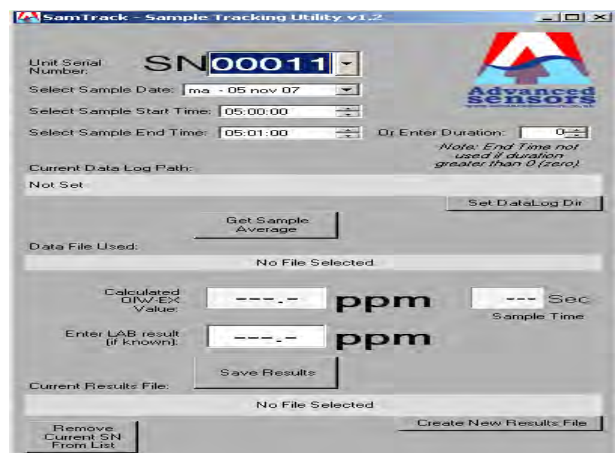 SamTrack - Sample Tracking Utility v1.2
Unit Serial
Number:
SN 00011
Advanced
sensors
Select Sample Date: ma - 05 nov 07
Select Sample Start Time: 05:00:00
Select Sample End Time: 05:01:00
Or Enter Duration: 0
Note: End Time not
used if duration
greater than 0 (zero)
Current Data Log Path:
Not Set
Set DataLog Dir
Get Sample
Average
Data File Used:
No File Selected
Calculated
OIW-EX
Value:
---.- ppm
--- Sec
Sample Time
Enter LAB result
(if known):
---.- ppm
Save Results
Current Results File:
No File Selected
Remove
Current SN
From List
Create New Results File